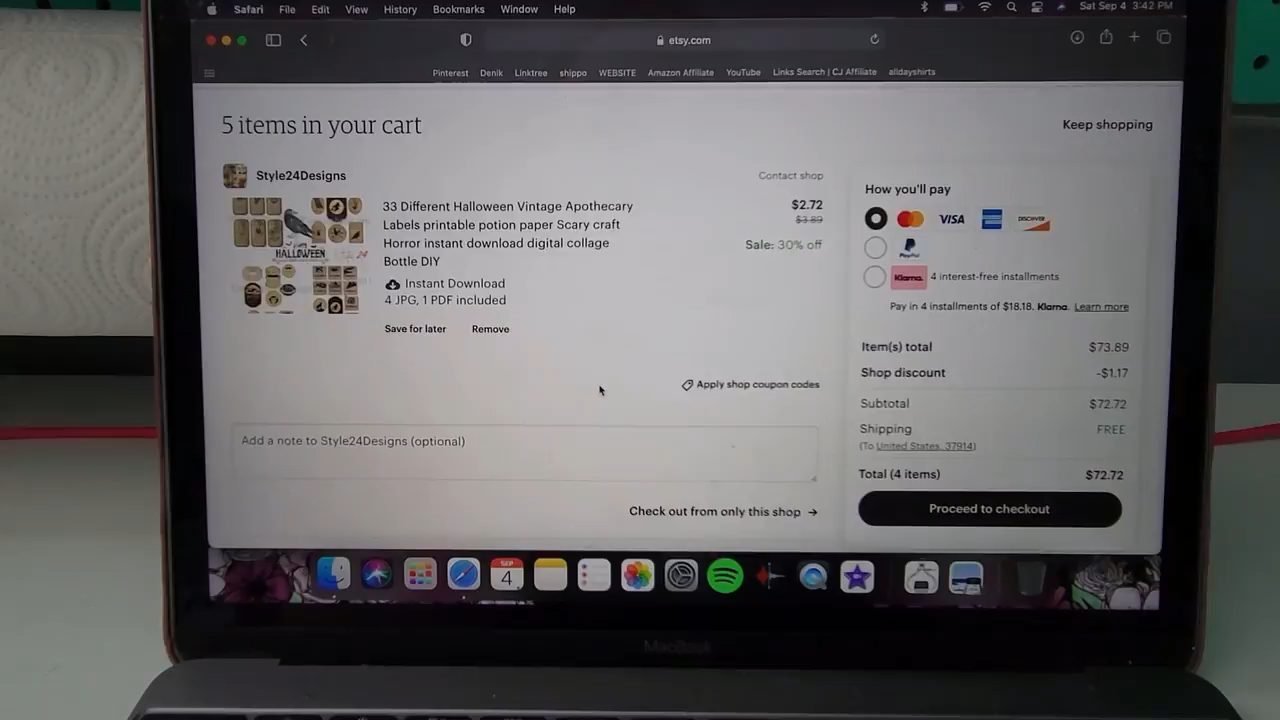 Safari File Edit View History Bookmarks Window Help Sat Sep 4 3:42 PM
etsy.com
Pinterest Denik Linktree shippo WEBSITE Amazon Affiliate YouTube Links Search | CJ Affiliate alldayshirts
5 items in your cart
Keep shopping
Style24Designs
Contact shop
33 Different Halloween Vintage Apothecary
Labels printable potion paper Scary craft
Horror instant download digital collage
Bottle DIY
$2.72
$3.89
Sale: 30% off
HALLOWEEN
Instant Download
4 JPG, 1 PDF included
Save for later Remove
Apply shop coupon codes
Add a note to Style24Designs (optional)
Check out from only this shop →
How you'll pay
VISA
DISCOVER
PayPal
Klarna. 4 interest-free installments
Pay in 4 installments of $18.18. Klarna. Learn more
Item(s) total $73.89
Shop discount -$1.17
Subtotal $72.72
Shipping FREE
(To United States, 37914)
Total (4 items) $72.72
Proceed to checkout
SEP
4
MacBook